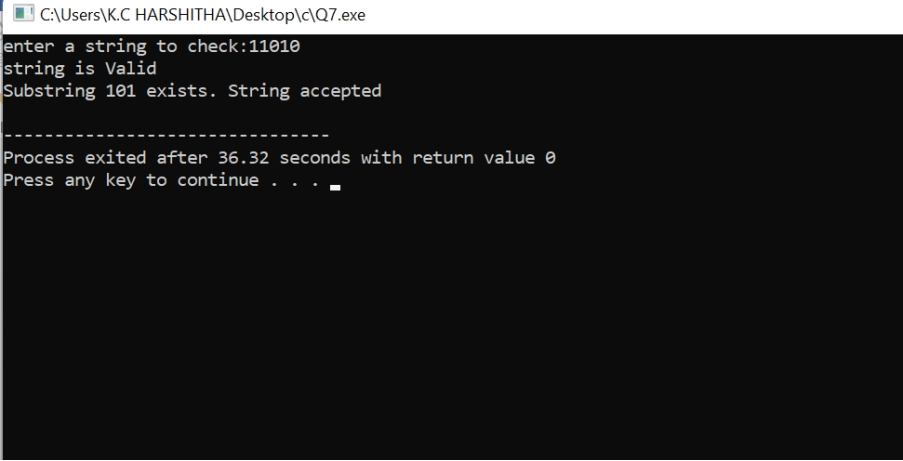 C:\Users\K.C HARSHITHA\Desktop\c\Q7.exe
enter a string to check:11010
string is Valid
Substring 101 exists. String accepted
--------------------------------
Process exited after 36.32 seconds with return value 0
Press any key to continue . . .